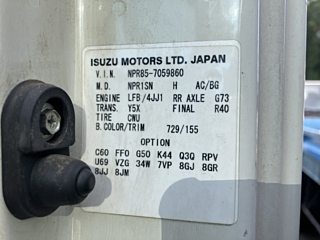 ISUZU MOTORS LTD. JAPAN
V.I.N. NPR85-7059860
M.D. NPR1SN H AC/BG
ENGINE LFB/4JJ1 RR AXLE G73
TRANS. Y5X FINAL R40
TIRE CWU
B.COLOR/TRIM 729/155
OPTION
C60 FFO G50 K44 Q3Q RPV
U69 VZG 34W 7VP 8GJ 8GR
8JJ 8JM